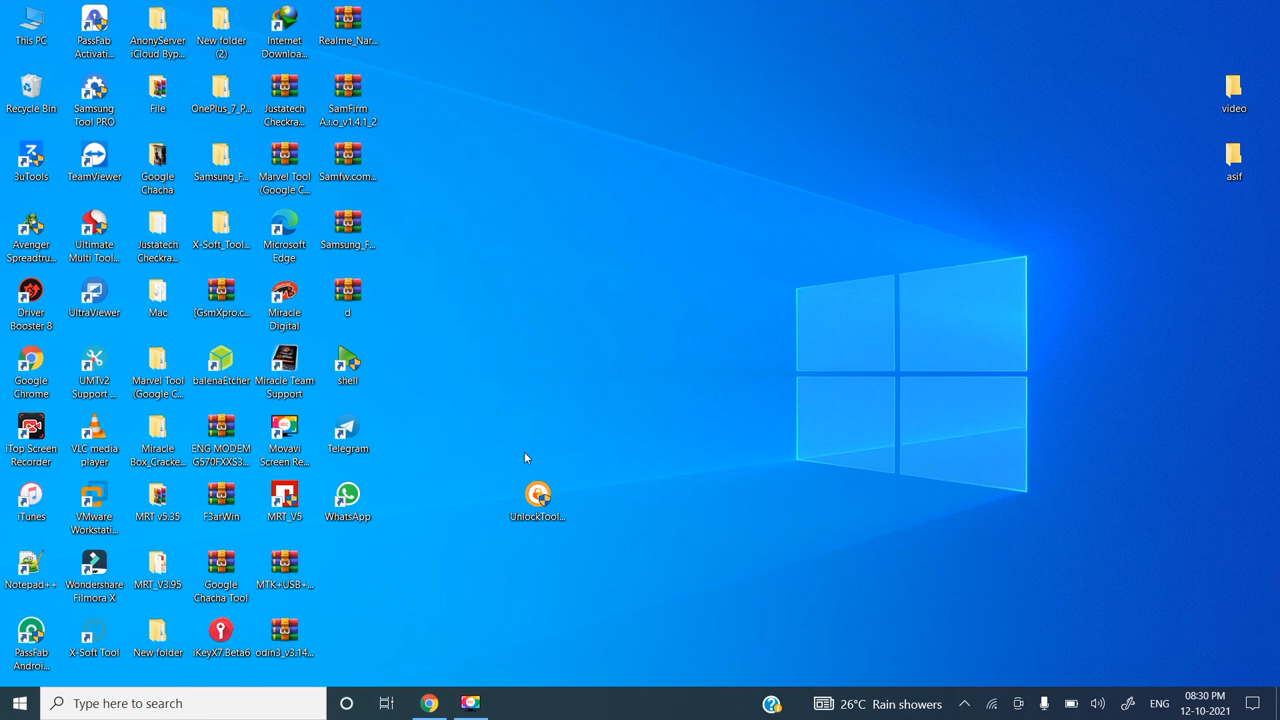 This PC
PassFab
Activati...
AnonyServer
iCloud Byp...
New folder
(2)
Internet
Downloa...
Realme_Nar...
Recycle Bin
Samsung
Tool PRO
File
OnePlus_7_P...
Justatech
Checkra...
SamFirm
A.i.o_v1.4.1_2
video
3uTools
TeamViewer
Google
Chacha
Samsung_F...
Marvel Tool
(Google C...
Samfw.com...
asif
Avenger
Spreadtru...
Ultimate
Multi Tool...
Justatech
Checkra...
X-Soft_Tool...
Microsoft
Edge
Samsung_F...
Driver
Booster 8
UltraViewer
Mac
[GsmXpro.c...
Miracle
Digital
d
Google
Chrome
UMTv2
Support ...
Marvel Tool
(Google C...
balenaEtcher
Miracle Team
Support
shell
iTop Screen
Recorder
VLC media
player
Miracle
Box_Cracke...
ENG MODEM
G570FXXS3...
REC
Movavi
Screen Re...
Telegram
iTunes
VMware
Workstati...
MRT v5.35
F3arWin
MRT_V5
WhatsApp
UnlockTool...
Notepad++
Wondershare
Filmora X
MRT_V3.95
Google
Chacha Tool
MTK+USB+...
PassFab
Androi...
X-Soft Tool
New folder
iKeyX7.Beta6
odin3_v3.14...
Type here to search
26°C Rain showers
ENG
08:30 PM
12-10-2021